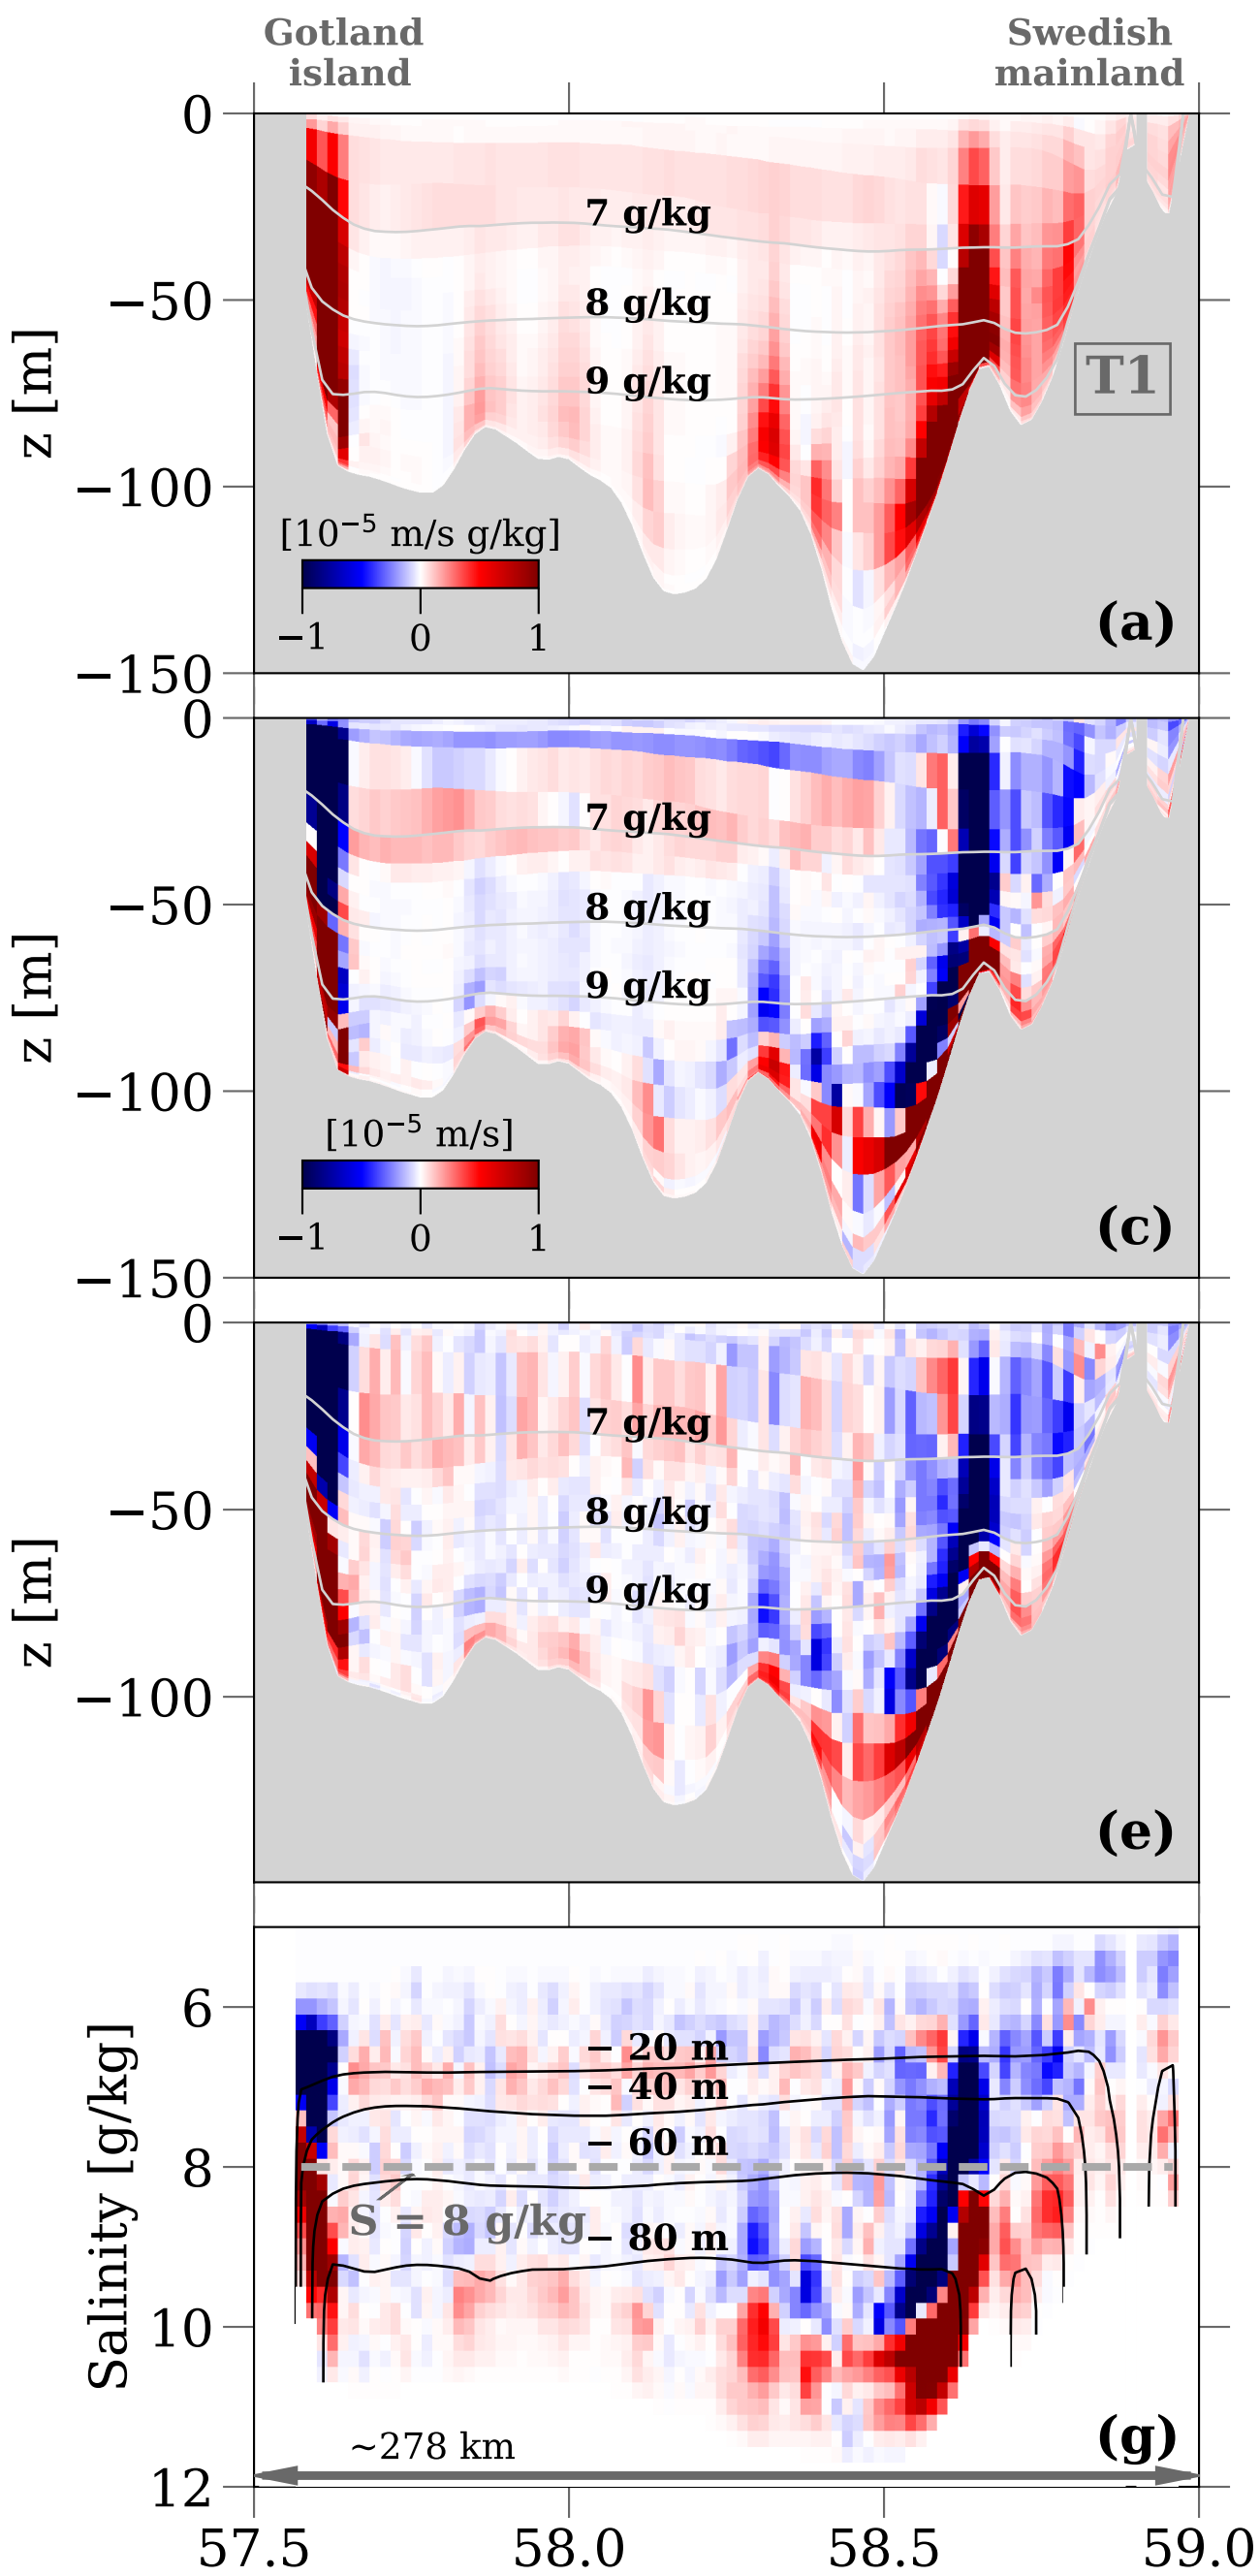 Gotland
island
Swedish
mainland
0
7 g/kg
−50
8 g/kg
z [m]
T1
9 g/kg
−100
[10⁻⁵ m/s g/kg]
(a)
−1 0 1
−150
0
7 g/kg
−50
8 g/kg
z [m]
9 g/kg
−100
[10⁻⁵ m/s]
(c)
−1 0 1
−150
0
7 g/kg
−50
8 g/kg
z [m]
9 g/kg
−100
(e)
6
− 20 m
− 40 m
− 60 m
8
Salinity [g/kg]
S = 8 g/kg
− 80 m
10
~278 km
(g)
12
57.5 58.0 58.5 59.0